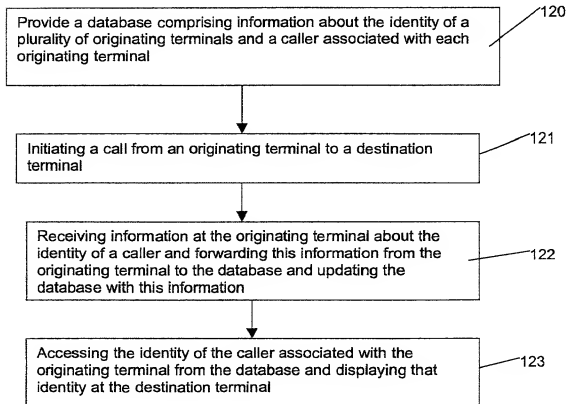 Provide a database comprising information about the identity of a
plurality of originating terminals and a caller associated with each
originating terminal
120
Initiating a call from an originating terminal to a destination
terminal
121
Receiving information at the originating terminal about the
identity of a caller and forwarding this information from the
originating terminal to the database and updating the
database with this information
122
Accessing the identity of the caller associated with the
originating terminal from the database and displaying that
identity at the destination terminal
123